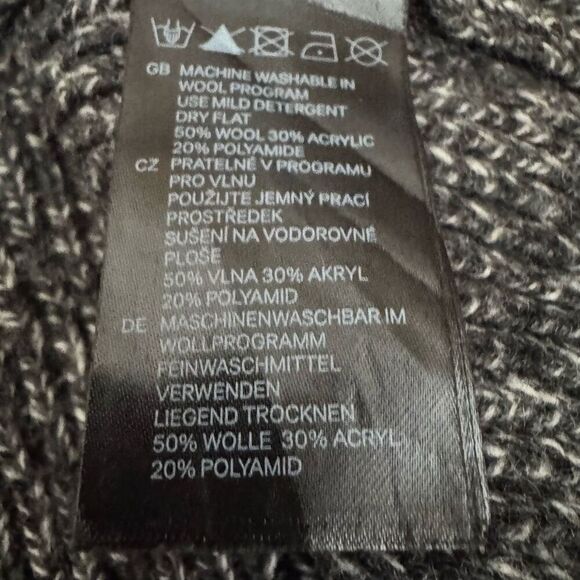 GB MACHINE WASHABLE IN
WOOL PROGRAM
USE MILD DETERGENT
DRY FLAT
50% WOOL 30% ACRYLIC
20% POLYAMIDE
CZ PRATELNÉ V PROGRAMU
PRO VLNU
POUŽIJTE JEMNÝ PRACÍ
PROSTŘEDEK
SUŠENÍ NA VODOROVNÉ
PLOŠE
50% VLNA 30% AKRYL
20% POLYAMID
DE MASCHINENWASCHBAR IM
WOLLPROGRAMM
FEINWASCHMITTEL
VERWENDEN
LIEGEND TROCKNEN
50% WOLLE 30% ACRYL
20% POLYAMID